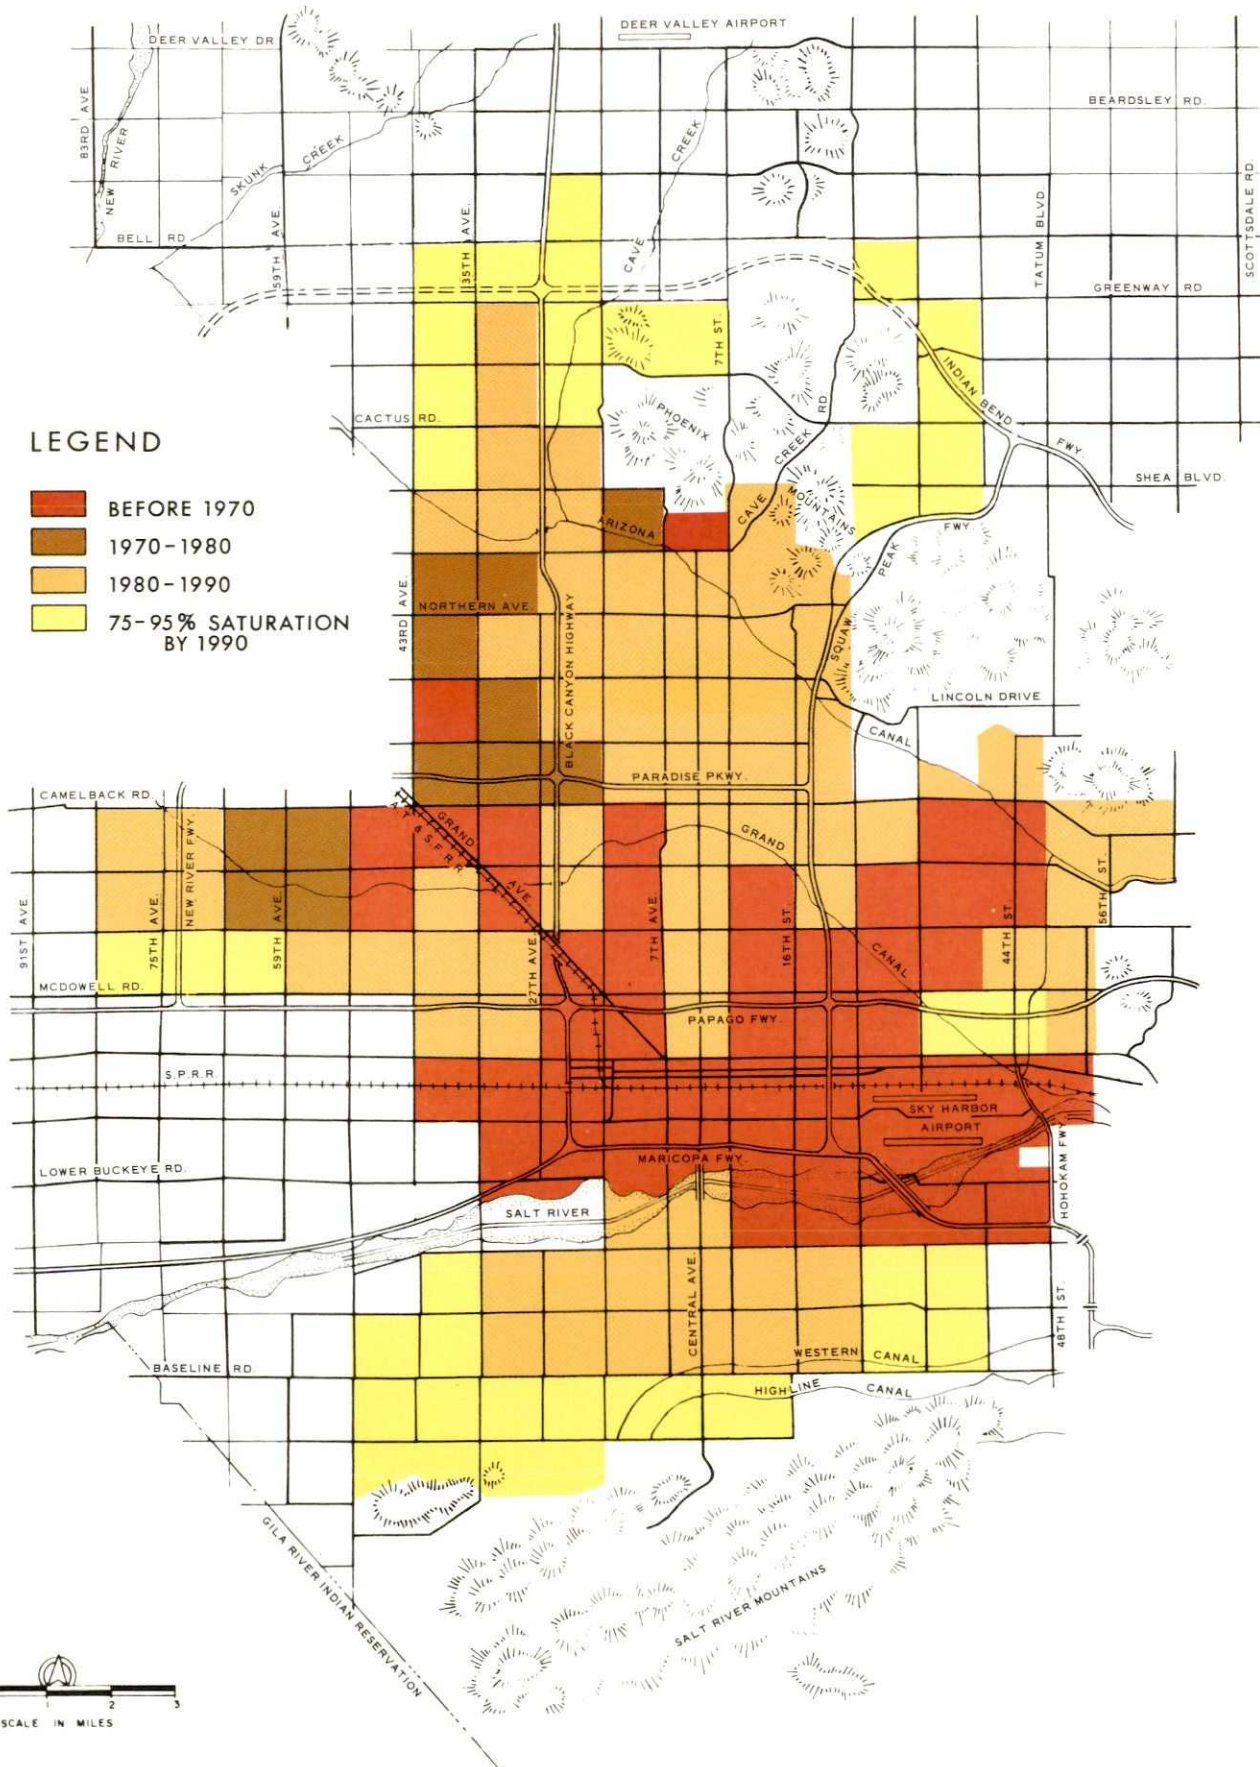 DEER VALLEY AIRPORT
DEER VALLEY DR.
BEARDSLEY RD.
83RD AVE
NEW RIVER
SKUNK CREEK
CAVE CREEK
BELL RD
59TH AVE.
35TH AVE.
TATUM BLVD
SCOTTSDALE RD
GREENWAY RD
7TH ST.
INDIAN BEND FWY.
CACTUS RD.
PHOENIX MOUNTAINS
CAVE CREEK RD.
SHEA BLVD.
LEGEND
BEFORE 1970
1970-1980
1980-1990
75-95% SATURATION
BY 1990
ARIZONA CANAL
SQUAW PEAK FWY.
NORTHERN AVE.
43RD AVE.
BLACK CANYON HIGHWAY
LINCOLN DRIVE
PARADISE PKWY.
CAMELBACK RD.
GRAND AVE.
A.T. & S.F. R.R.
GRAND CANAL
NEW RIVER FWY.
91ST AVE
75TH AVE.
59TH AVE.
27TH AVE.
7TH AVE.
16TH ST.
44TH ST.
56TH ST.
MCDOWELL RD.
PAPAGO FWY.
S.P.R.R.
SKY HARBOR
AIRPORT
LOWER BUCKEYE RD.
MARICOPA FWY.
HOHOKAM FWY.
SALT RIVER
CENTRAL AVE.
48TH ST.
WESTERN CANAL
BASELINE RD.
HIGHLINE CANAL
GILA RIVER INDIAN RESERVATION
SALT RIVER MOUNTAINS
1 2 3
SCALE IN MILES